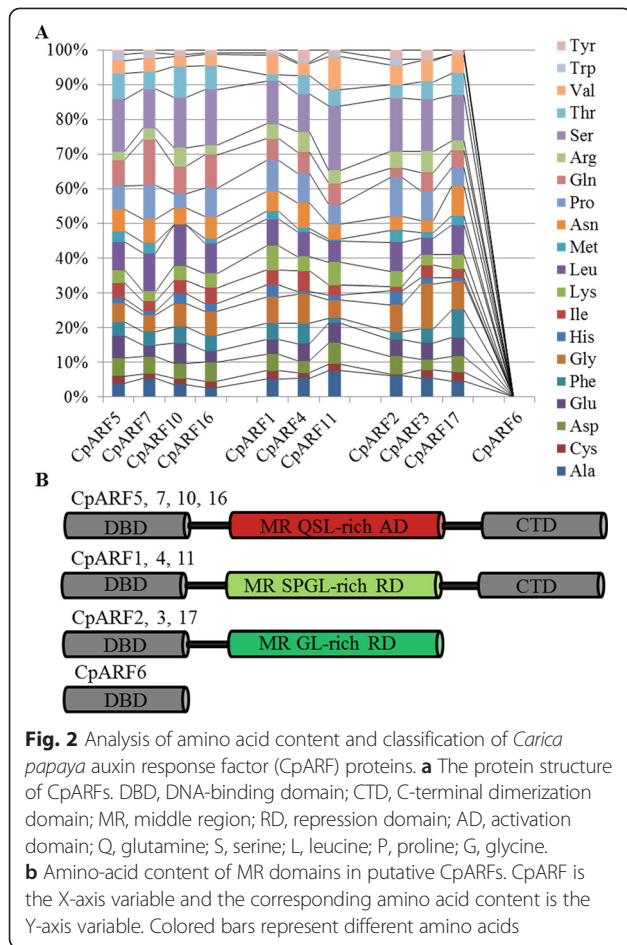 A
100%
90%
80%
70%
60%
50%
40%
30%
20%
10%
0%
CpARF5
CpARF7
CpARF10
CpARF16
CpARF1
CpARF4
CpARF11
CpARF2
CpARF3
CpARF17
CpARF6
Tyr
Trp
Val
Thr
Ser
Arg
Gln
Pro
Asn
Met
Leu
Lys
Ile
His
Gly
Phe
Glu
Asp
Cys
Ala
B
CpARF5, 7, 10, 16
DBD MR QSL-rich AD CTD
CpARF1, 4, 11
DBD MR SPGL-rich RD CTD
CpARF2, 3, 17
DBD MR GL-rich RD
CpARF6
DBD
Fig. 2 Analysis of amino acid content and classification of Carica
papaya auxin response factor (CpARF) proteins. a The protein structure
of CpARFs. DBD, DNA-binding domain; CTD, C-terminal dimerization
domain; MR, middle region; RD, repression domain; AD, activation
domain; Q, glutamine; S, serine; L, leucine; P, proline; G, glycine.
b Amino-acid content of MR domains in putative CpARFs. CpARF is
the X-axis variable and the corresponding amino acid content is the
Y-axis variable. Colored bars represent different amino acids